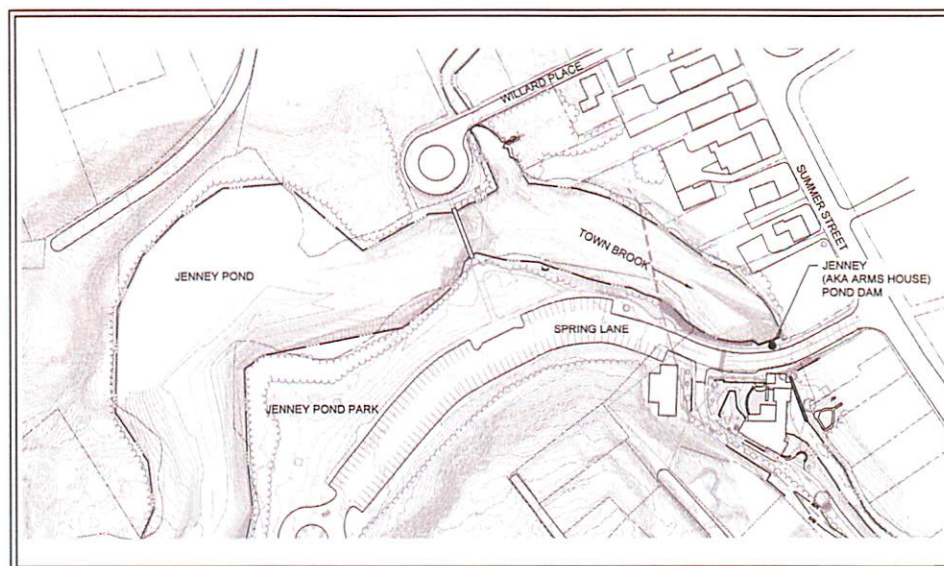 WILLARD PLACE
SUMMER STREET
TOWN BROOK
JENNEY POND
JENNEY
(AKA ARMS HOUSE)
POND DAM
SPRING LANE
JENNEY POND PARK